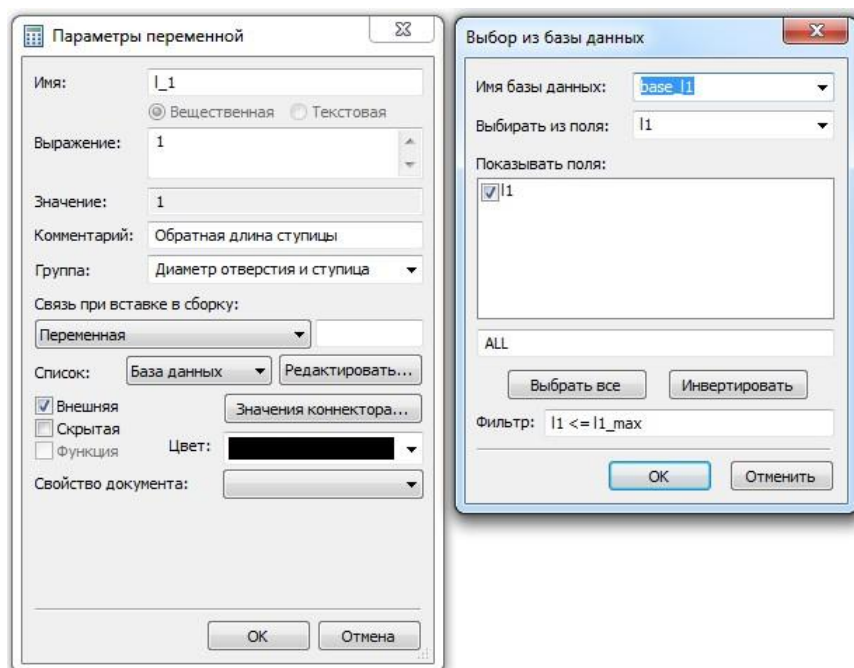 Параметры переменной
Имя: l_1
Вещественная Текстовая
Выражение: 1
Значение: 1
Комментарий: Обратная длина ступицы
Группа: Диаметр отверстия и ступица
Связь при вставке в сборку:
Переменная
Список: База данных Редактировать...
Внешняя Значения коннектора...
Скрытая
Функция Цвет:
Свойство документа:
ОК Отмена
Выбор из базы данных
Имя базы данных: base_l1
Выбирать из поля: l1
Показывать поля:
l1
ALL
Выбрать все Инвертировать
Фильтр: l1 <= l1_max
ОК Отменить